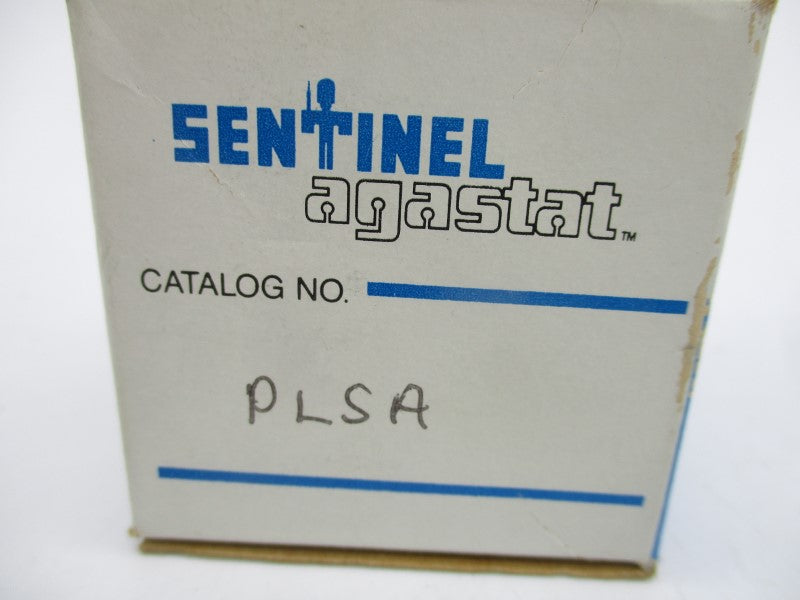 SENTINEL
agastat™
CATALOG NO.
PLSA